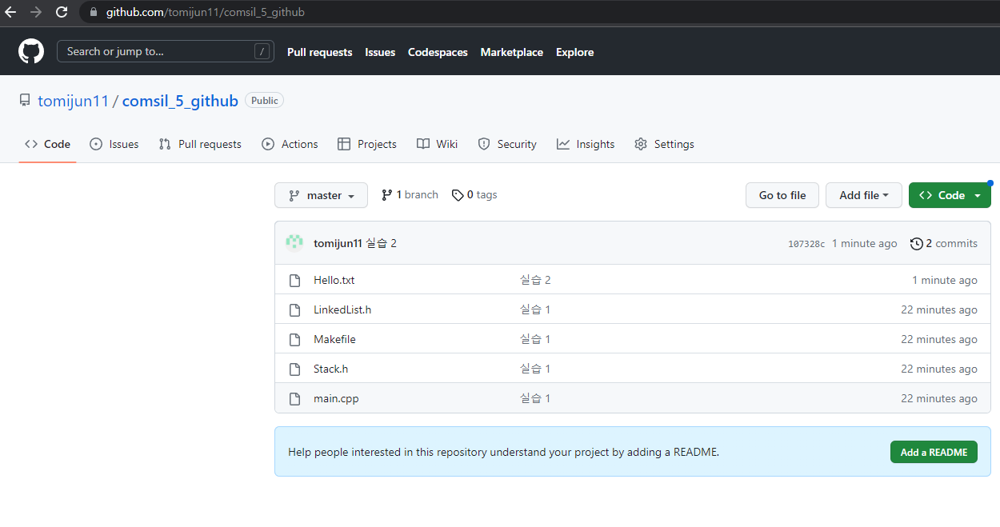 github.com/tomijun11/comsil_5_github
Search or jump to... / Pull requests Issues Codespaces Marketplace Explore
tomijun11 / comsil_5_github Public
Code Issues Pull requests Actions Projects Wiki Security Insights Settings
master 1 branch 0 tags Go to file Add file Code
tomijun11 실습 2 107328c 1 minute ago 2 commits
Hello.txt 실습 2 1 minute ago
LinkedList.h 실습 1 22 minutes ago
Makefile 실습 1 22 minutes ago
Stack.h 실습 1 22 minutes ago
main.cpp 실습 1 22 minutes ago
Help people interested in this repository understand your project by adding a README. Add a README